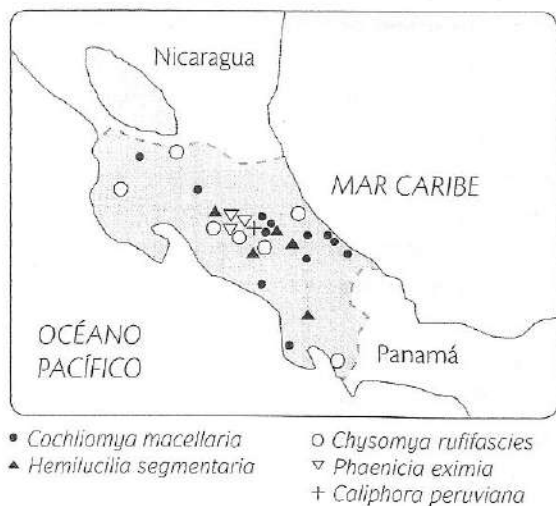 Nicaragua
MAR CARIBE
OCÉANO
PACÍFICO
Panamá
Cochliomya macellaria
Hemilucilia segmentaria
Chysomya rufifascies
Phaenicia eximia
Caliphora peruviana